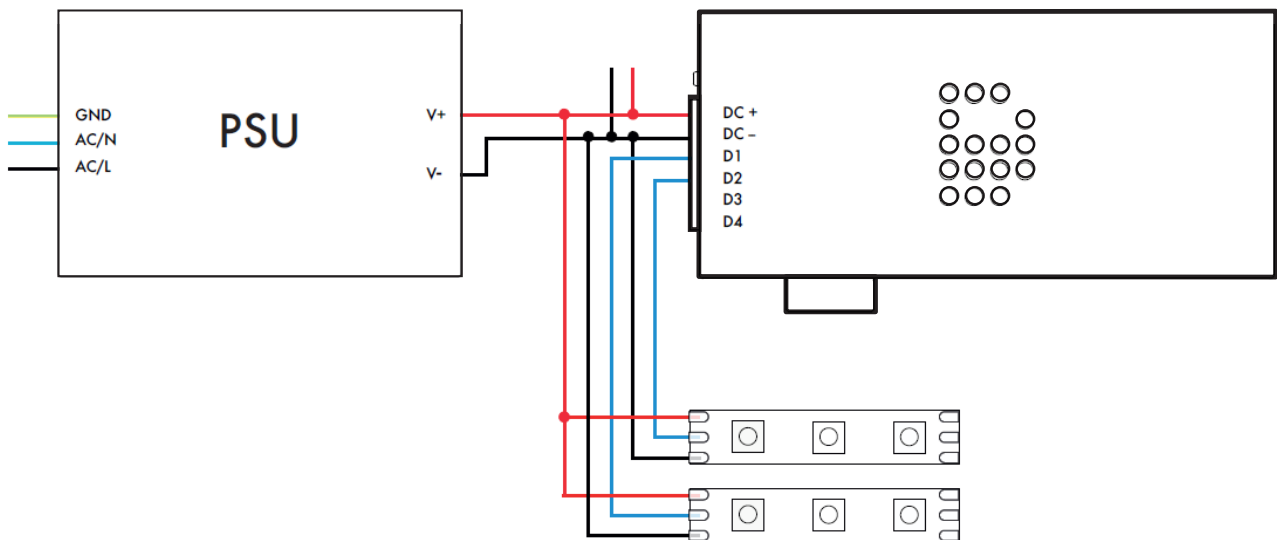 GND
AC/N
AC/L
PSU
V+
V-
DC +
DC –
D1
D2
D3
D4